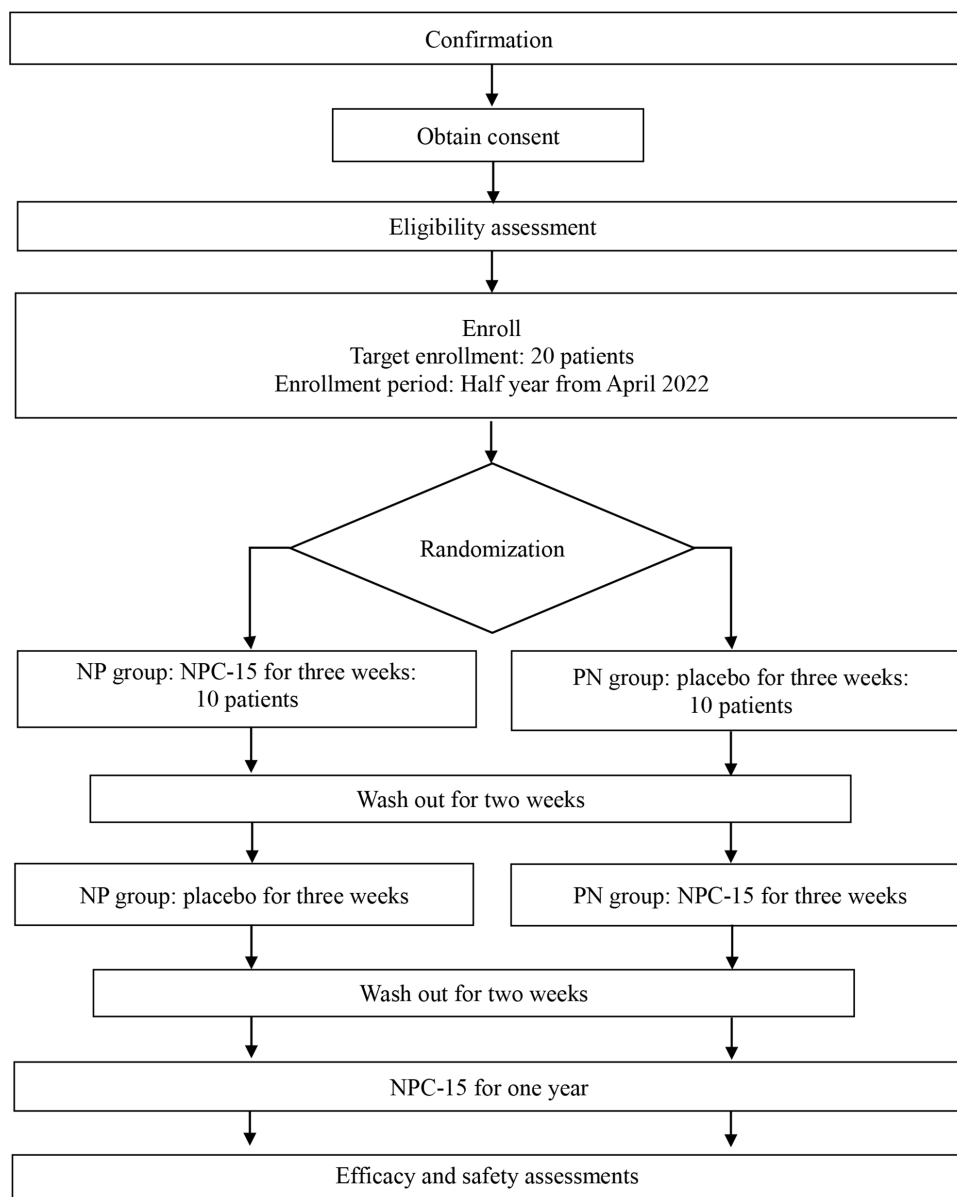 Confirmation
Obtain consent
Eligibility assessment
Enroll
Target enrollment: 20 patients
Enrollment period: Half year from April 2022
Randomization
NP group: NPC-15 for three weeks:
10 patients
PN group: placebo for three weeks:
10 patients
Wash out for two weeks
NP group: placebo for three weeks
PN group: NPC-15 for three weeks
Wash out for two weeks
NPC-15 for one year
Efficacy and safety assessments